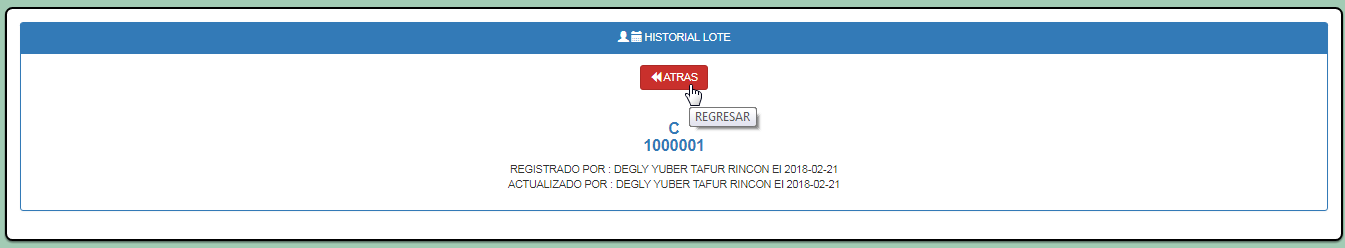 HISTORIAL LOTE
ATRAS
REGRESAR
C
1000001
REGISTRADO POR : DEGLY YUBER TAFUR RINCON El 2018-02-21
ACTUALIZADO POR : DEGLY YUBER TAFUR RINCON El 2018-02-21